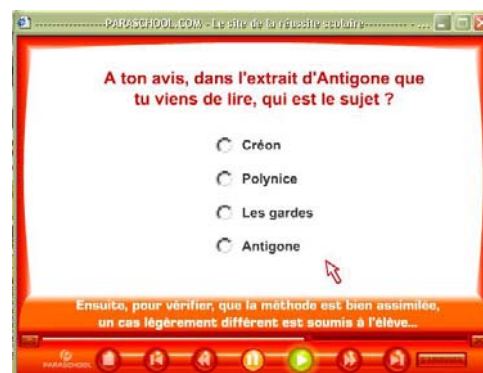 PARASCHOOL.COM - Le site de la réussite scolaire
A ton avis, dans l'extrait d'Antigone que
tu viens de lire, qui est le sujet ?
Créon
Polynice
Les gardes
Antigone
Ensuite, pour vérifier, que la méthode est bien assimilée,
un cas légèrement différent est soumis à l'élève...
PARASCHOOL